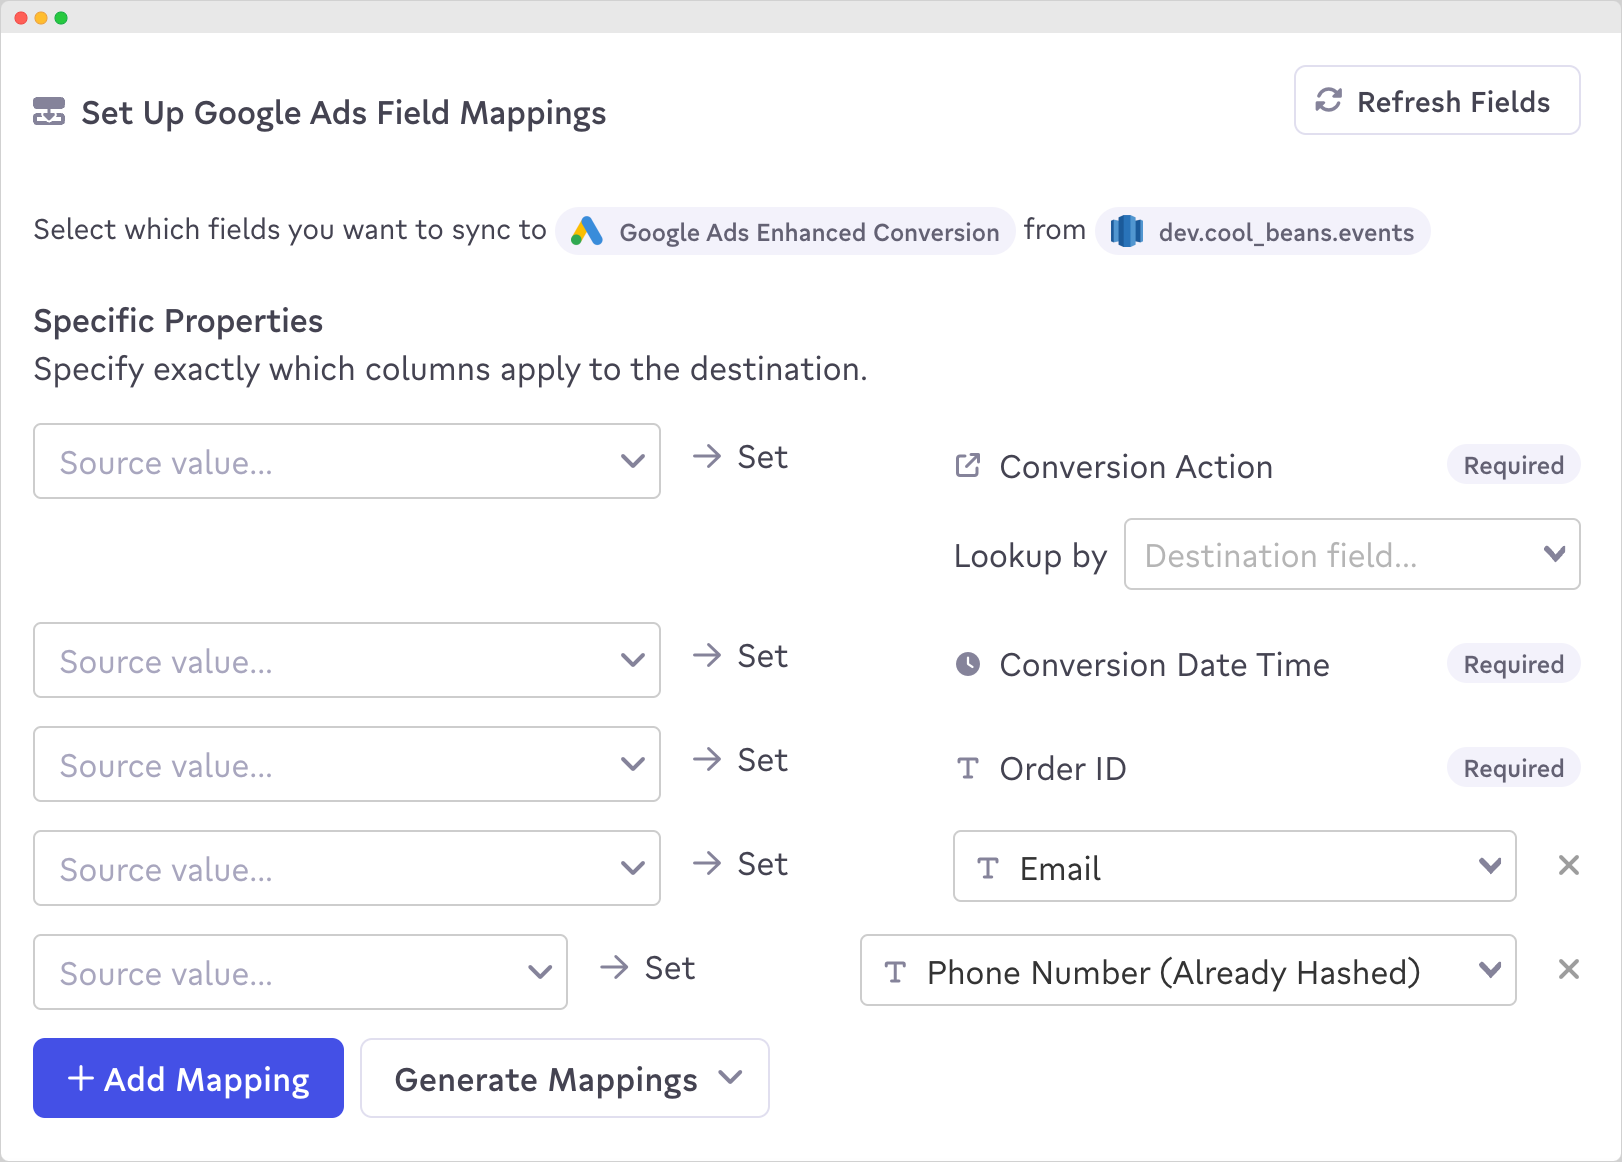 Set Up Google Ads Field Mappings
Refresh Fields
Select which fields you want to sync to Google Ads Enhanced Conversion from dev.cool_beans.events
Specific Properties
Specify exactly which columns apply to the destination.
Source value... → Set Conversion Action Required
Lookup by Destination field...
Source value... → Set Conversion Date Time Required
Source value... → Set Order ID Required
Source value... → Set Email
Source value... → Set Phone Number (Already Hashed)
+ Add Mapping Generate Mappings